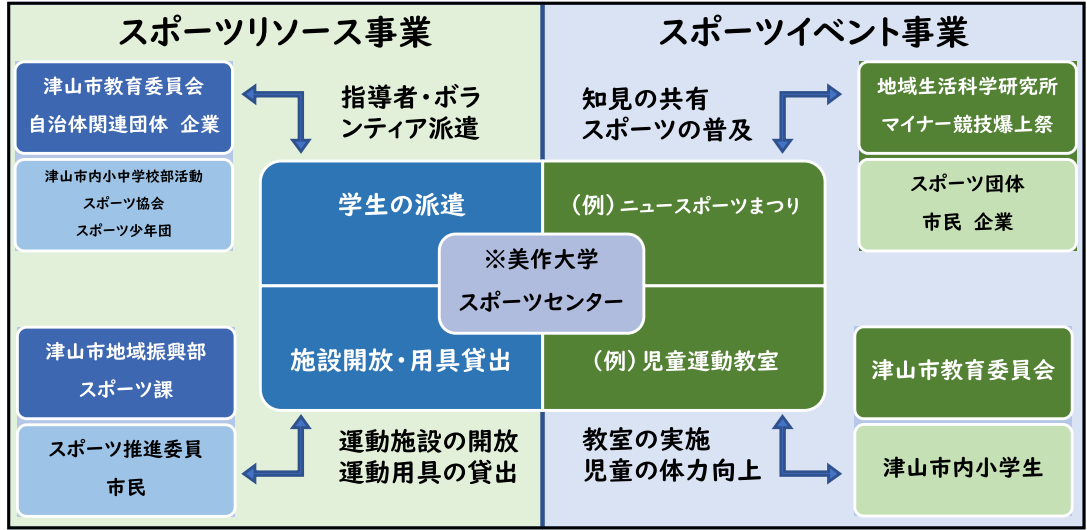 スポーツリソース事業
津山市教育委員会
自治体関連団体 企業
津山市内小中学校部活動
スポーツ協会
スポーツ少年団
指導者・ボラ
ンティア派遣
学生の派遣
施設開放・用具貸出
津山市地域振興部
スポーツ課
スポーツ推進委員
市民
運動施設の開放
運動用具の貸出
※美作大学
スポーツセンター
スポーツイベント事業
知見の共有
スポーツの普及
地域生活科学研究所
マイナー競技爆上祭
スポーツ団体
市民 企業
（例）ニュースポーツまつり
（例）児童運動教室
教室の実施
児童の体力向上
津山市教育委員会
津山市内小学生